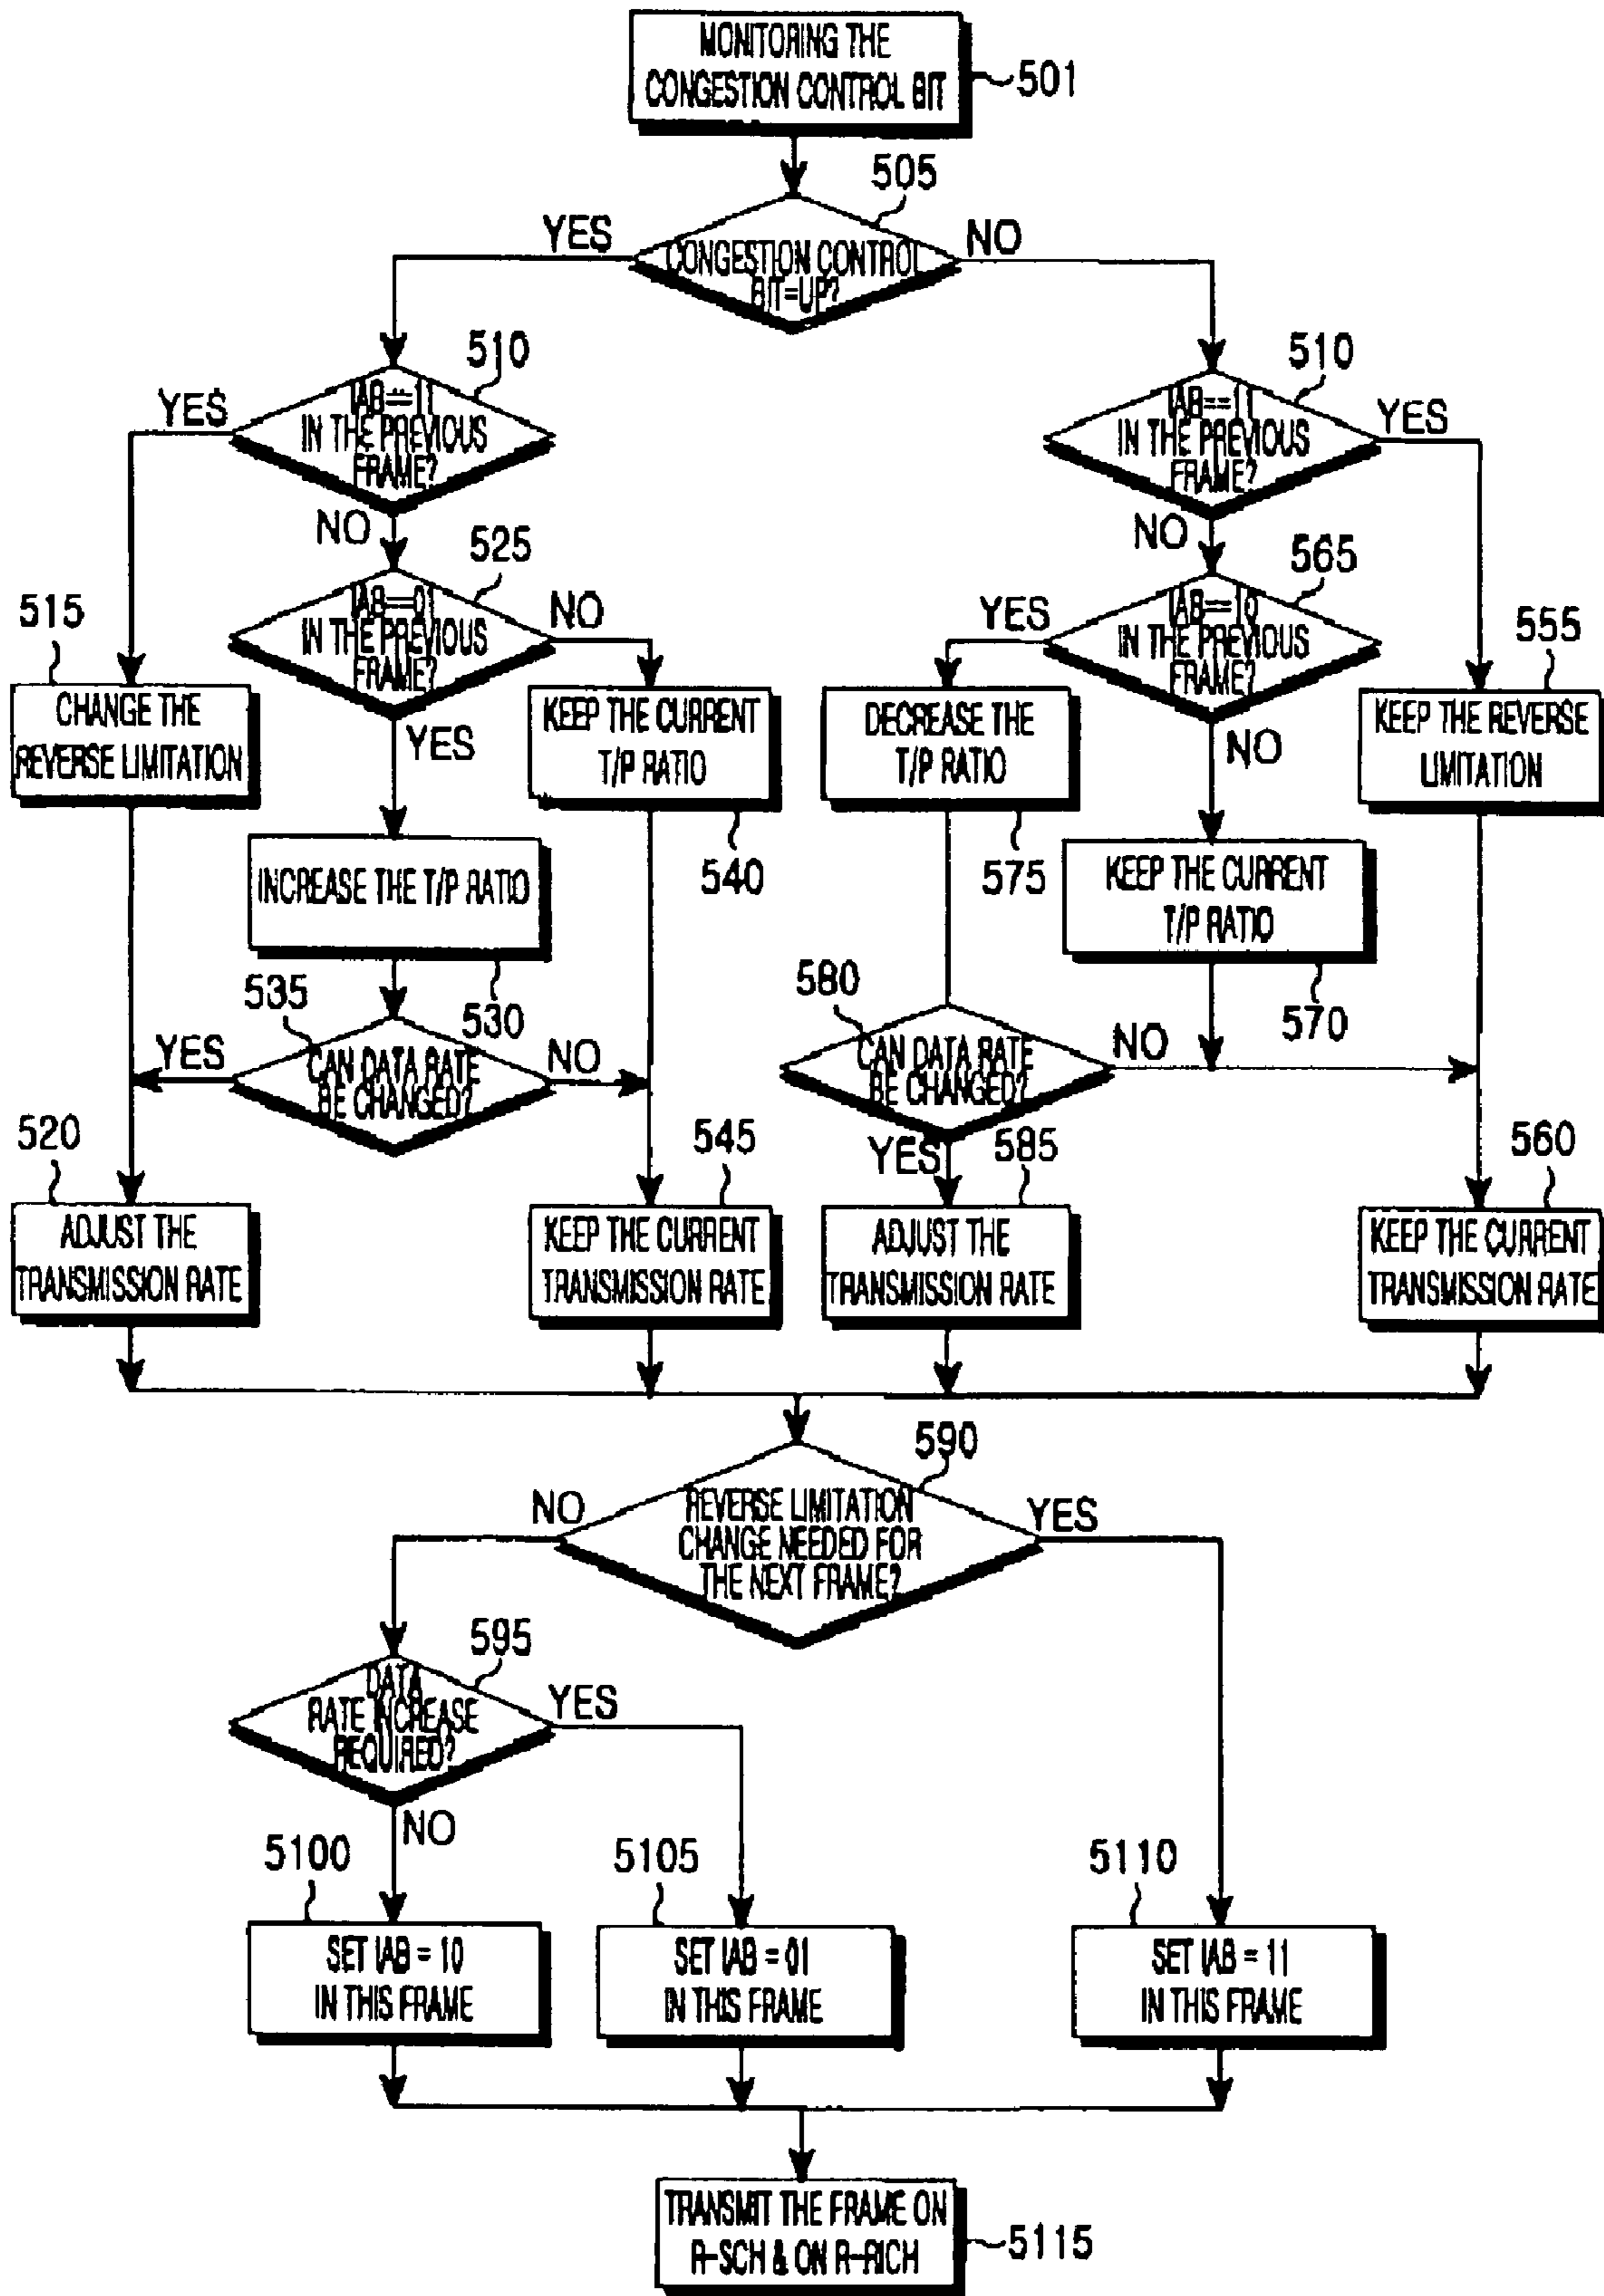 MONITORING THE
CONGESTION CONTROL BIT
501
505
YES
NO
CONGESTION CONTROL
BIT=UP?
510
510
YES
IAB==11
IN THE PREVIOUS
FRAME?
IAB==11
IN THE PREVIOUS
FRAME?
YES
NO
525
NO
565
515
IAB==01
IN THE PREVIOUS
FRAME?
NO
YES
IAB==10
IN THE PREVIOUS
FRAME?
555
CHANGE THE
REVERSE LIMITATION
YES
KEEP THE CURRENT
T/P RATIO
DECREASE THE
T/P RATIO
NO
KEEP THE REVERSE
LIMITATION
INCREASE THE T/P RATIO
540
575
KEEP THE CURRENT
T/P RATIO
535
530
580
570
YES
CAN DATA RATE
BE CHANGED?
NO
CAN DATA RATE
BE CHANGED?
NO
520
545
YES
585
560
ADJUST THE
TRANSMISSION RATE
KEEP THE CURRENT
TRANSMISSION RATE
ADJUST THE
TRANSMISSION RATE
KEEP THE CURRENT
TRANSMISSION RATE
590
NO
REVERSE LIMITATION
CHANGE NEEDED FOR
THE NEXT FRAME?
YES
595
DATA
RATE INCREASE
REQUIRED?
YES
NO
5100
5105
5110
SET IAB = 10
IN THIS FRAME
SET IAB = 01
IN THIS FRAME
SET IAB = 11
IN THIS FRAME
TRANSMIT THE FRAME ON
R-SCH & ON R-RICH
5115